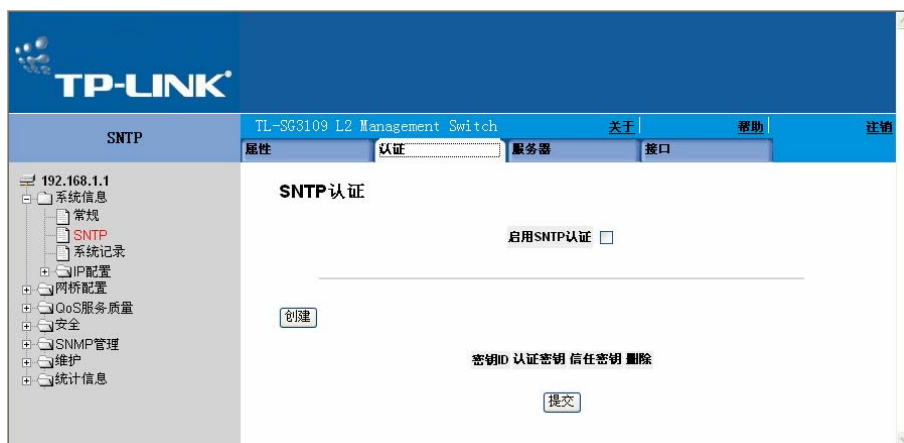 TP-LINK
SNTP
TL-SG3109 L2 Management Switch 关于 帮助 注销
属性 认证 服务器 接口
192.168.1.1
系统信息
常规
SNTP
系统记录
IP配置
网桥配置
QoS服务质量
安全
SNMP管理
维护
统计信息
SNTP认证
启用SNTP认证
创建
密钥ID 认证密钥 信任密钥 删除
提交